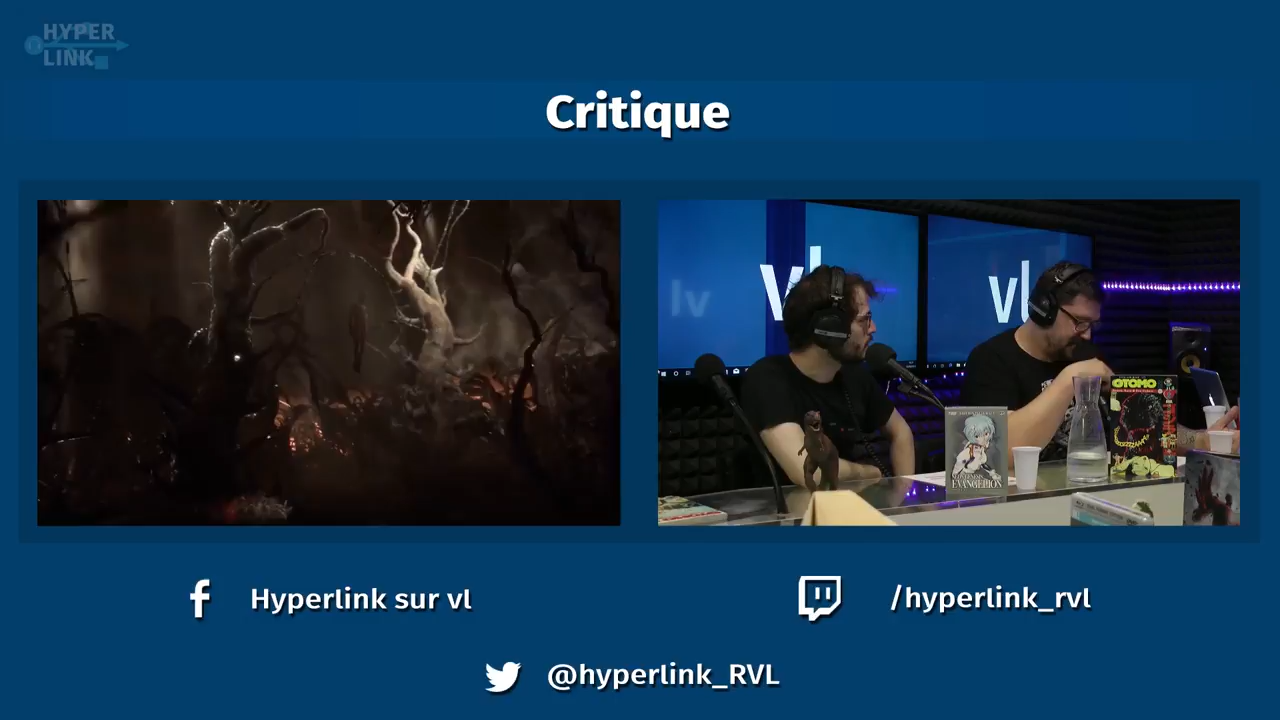 HYPER
LINK
Critique
lv
vl
vl
OTOMO
EVANGELION
Hyperlink sur vl
/hyperlink_rvl
@hyperlink_RVL